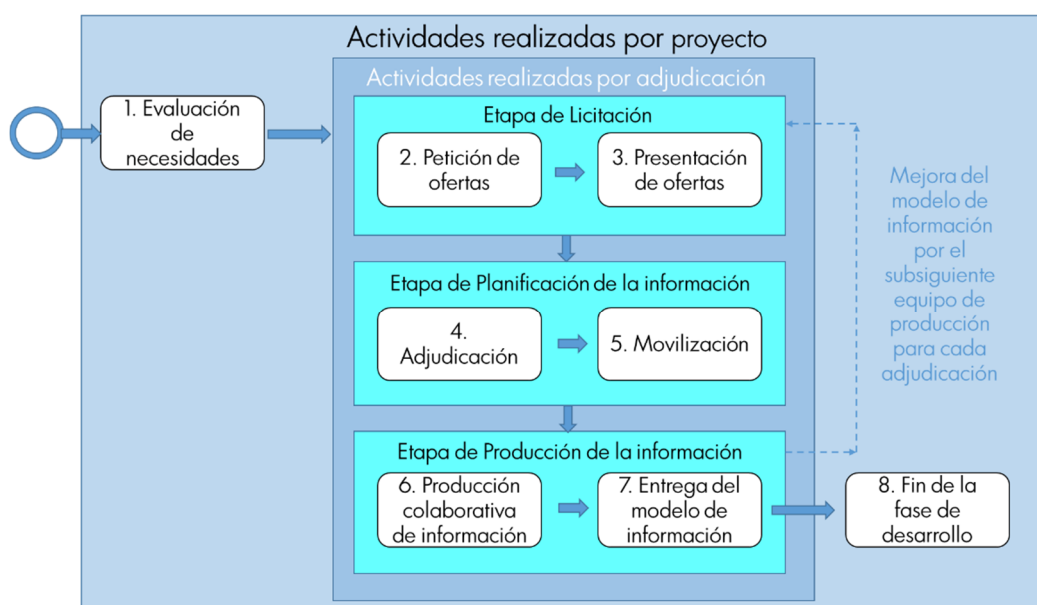 Actividades realizadas por proyecto
Actividades realizadas por adjudicación
1. Evaluación
de
necesidades
Etapa de Licitación
2. Petición de
ofertas
3. Presentación
de ofertas
Etapa de Planificación de la información
4.
Adjudicación
5. Movilización
Etapa de Producción de la información
6. Producción
colaborativa
de información
7. Entrega del
modelo de
información
8. Fin de la
fase de
desarrollo
Mejora del
modelo de
información
por el
subsiguiente
equipo de
producción
para cada
adjudicación